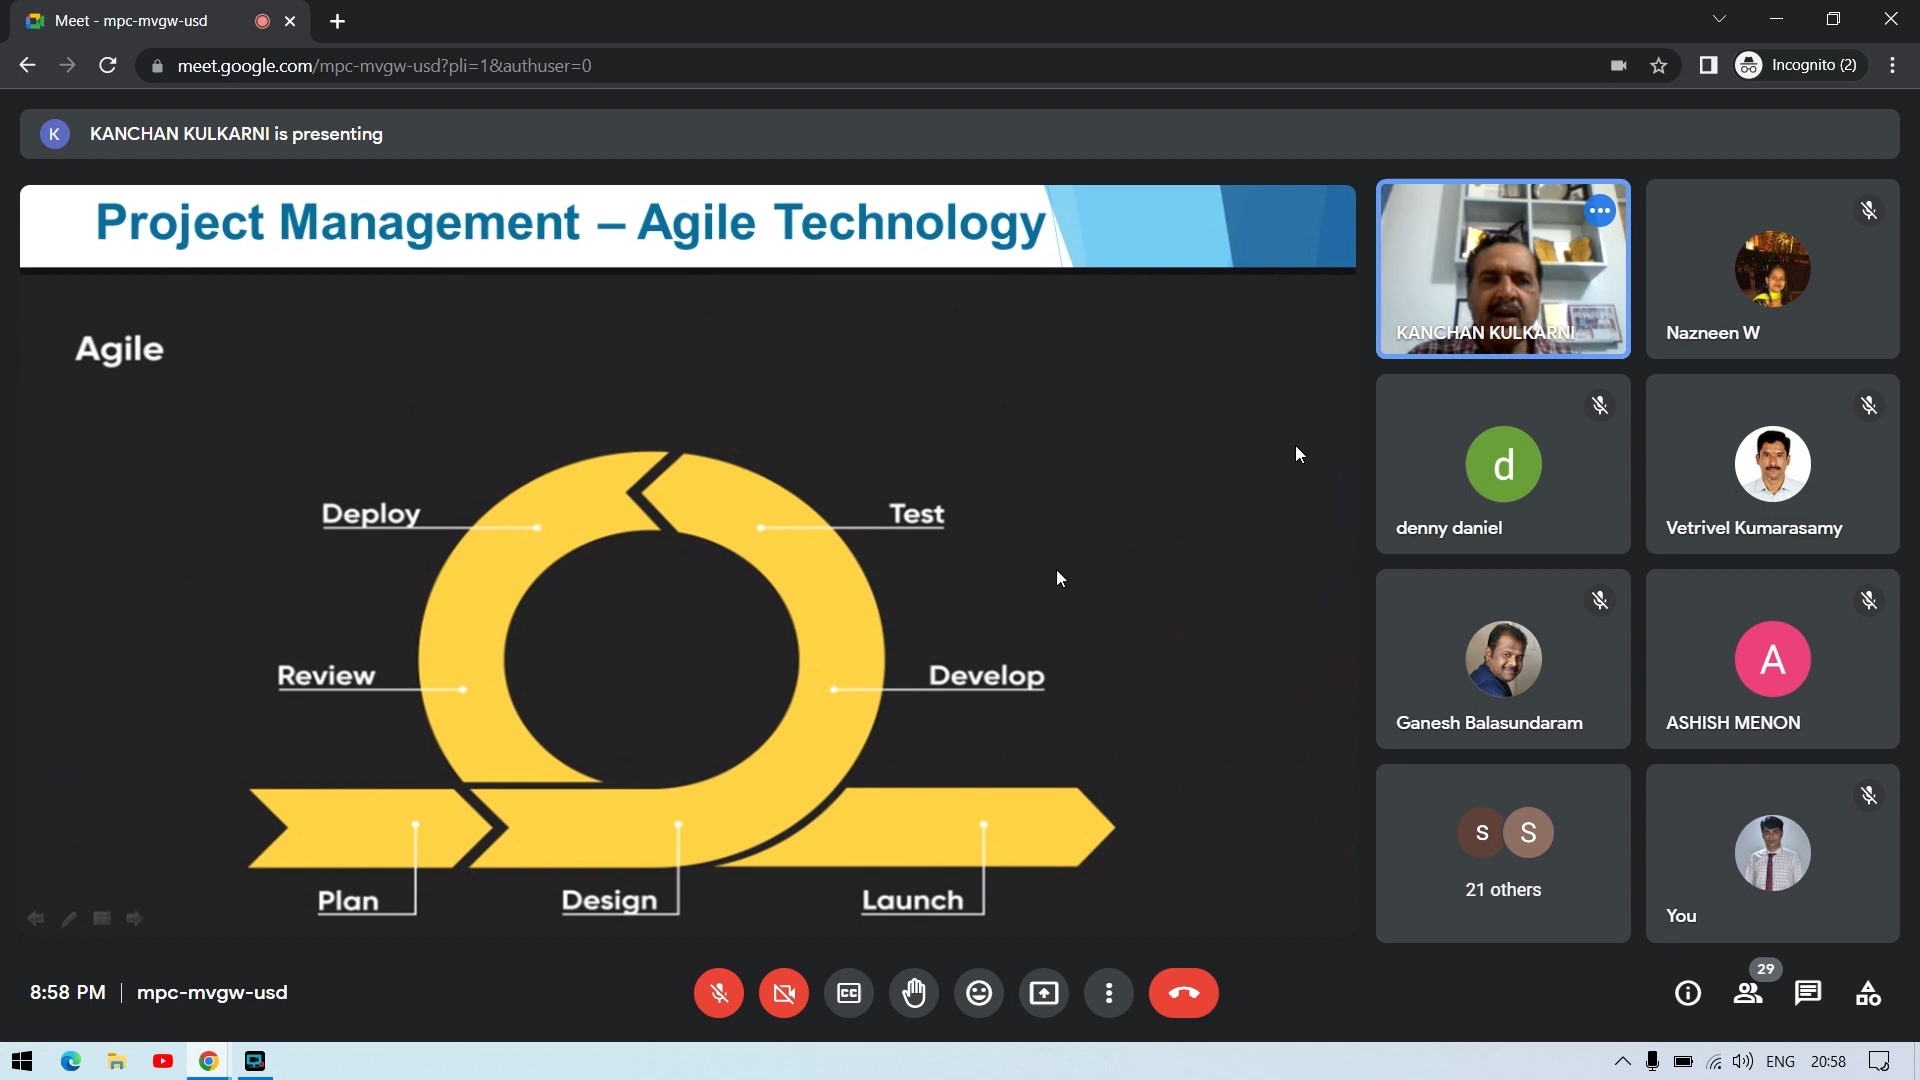 Meet - mpc-mvgw-usd
meet.google.com/mpc-mvgw-usd?pli=1&authuser=0
Incognito (2)
K
KANCHAN KULKARNI is presenting
Project Management – Agile Technology
Agile
Deploy
Test
Review
Develop
Plan
Design
Launch
KANCHAN KULKARNI
Nazneen W
d
denny daniel
Vetrivel Kumarasamy
Ganesh Balasundaram
A
ASHISH MENON
s S
21 others
You
8:58 PM | mpc-mvgw-usd
CC
29
ENG 20:58